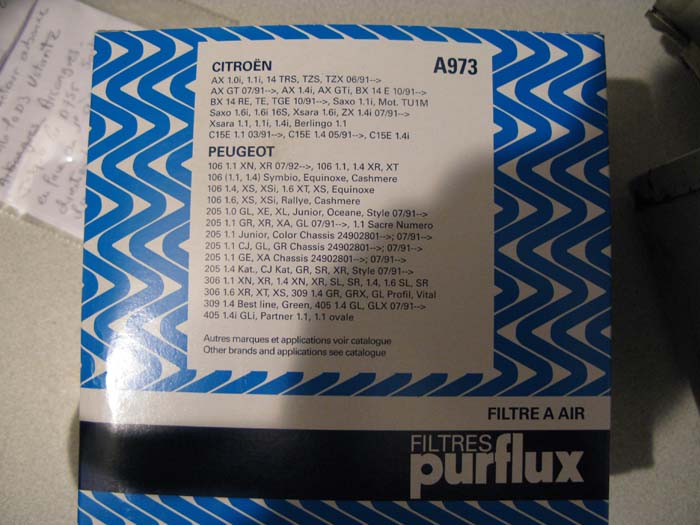 CITROËN
A973
AX 1.0i, 1.1i, 14 TRS, TZS, TZX 06/91-->
AX GT 07/91-->, AX 1.4i, AX GTi, BX 14 E 10/91-->
BX 14 RE, TE, TGE 10/91-->, Saxo 1.1i, Mot. TU1M
Saxo 1.6i, 1.6i 16S, Xsara 1.6i, ZX 1.4i 07/91-->
Xsara 1.1, 1.1i, 1.4i, Berlingo 1.1
C15E 1.1 03/91-->, C15E 1.4 05/91-->, C15E 1.4i
PEUGEOT
106 1.1 XN, XR 07/92-->, 106 1.1, 1.4 XR, XT
106 (1.1, 1.4) Symbio, Equinoxe, Cashmere
106 1.4, XS, XSi, 1.6 XT, XS, Equinoxe
106 1.6, XS, XSi, Rallye, Cashmere
205 1.0 GL, XE, XL, Junior, Oceane, Style 07/91-->
205 1.1 GR, XR, XA, GL 07/91-->, 1.1 Sacre Numero
205 1.1 Junior, Color Chassis 24902801-->; 07/91-->
205 1.1 CJ, GL, GR Chassis 24902801-->; 07/91-->
205 1.1 GE, XA Chassis 24902801-->; 07/91-->
205 1.4 Kat., CJ Kat, GR, SR, XR, Style 07/91-->
306 1.1 XN, XR, 1.4 XN, XR, SL, SR, 1.4, 1.6 SL, SR
306 1.6 XR, XT, XS, 309 1.4 GR, GRX, GL Profil, Vital
309 1.4 Best line, Green, 405 1.4 GL, GLX 07/91-->
405 1.4i GLi, Partner 1.1, 1.1 ovale
Autres marques et applications voir catalogue
Other brands and applications see catalogue
FILTRE A AIR
FILTRES
purflux